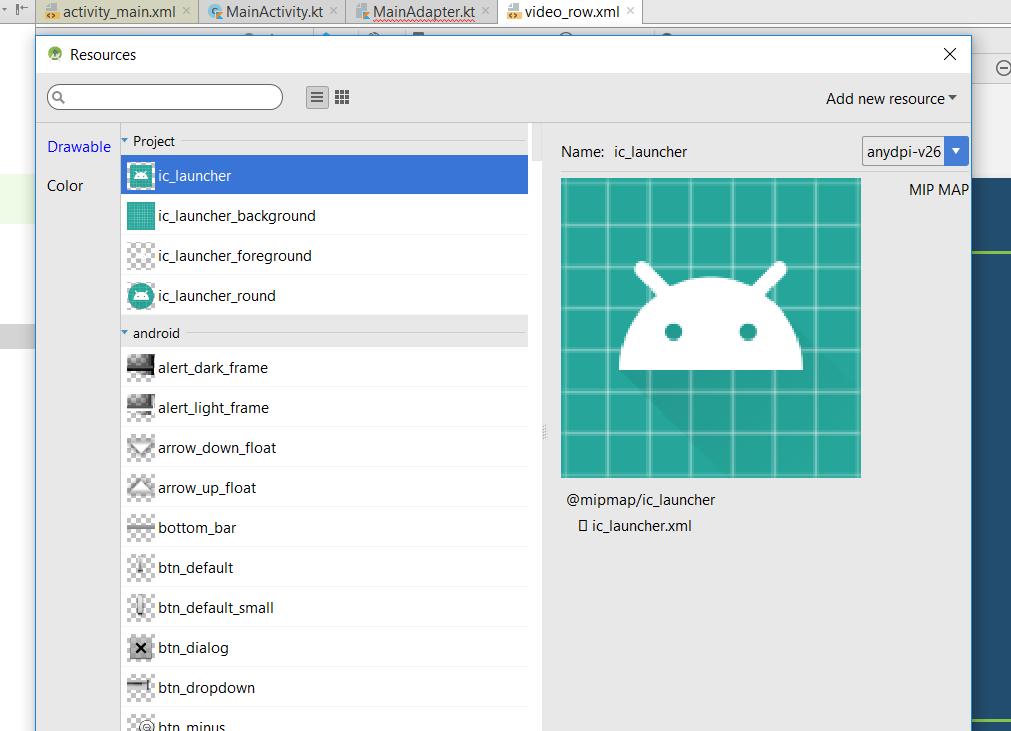 activity_main.xml MainActivity.kt MainAdapter.kt video_row.xml
Resources
Add new resource
Drawable
Color
Project
ic_launcher
ic_launcher_background
ic_launcher_foreground
ic_launcher_round
android
alert_dark_frame
alert_light_frame
arrow_down_float
arrow_up_float
bottom_bar
btn_default
btn_default_small
btn_dialog
btn_dropdown
btn_minus
Name: ic_launcher
anydpi-v26
MIP MAP
@mipmap/ic_launcher
ic_launcher.xml